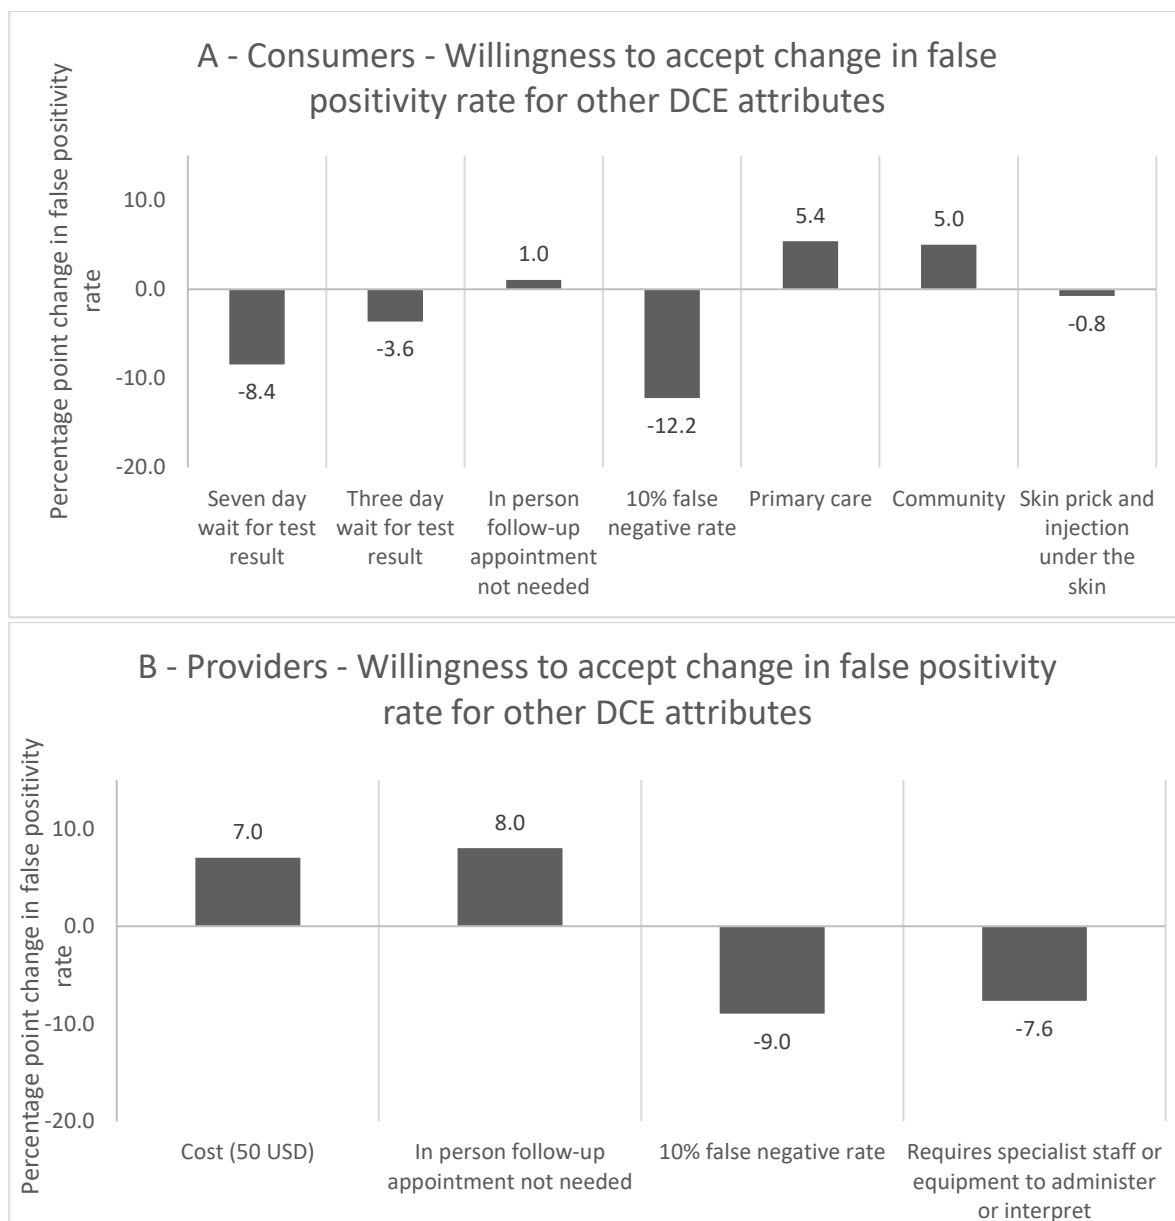 A - Consumers - Willingness to accept change in false
positivity rate for other DCE attributes
Percentage point change in false positivity
rate
10.0
0.0
-10.0
-20.0
-8.4
-3.6
1.0
-12.2
5.4
5.0
-0.8
Seven day
wait for test
result
Three day
wait for test
result
In person
follow-up
appointment
not needed
10% false
negative rate
Primary care
Community
Skin prick and
injection
under the
skin
B - Providers - Willingness to accept change in false positivity
rate for other DCE attributes
Percentage point change in false positivity
rate
10.0
0.0
-10.0
-20.0
7.0
8.0
-9.0
-7.6
Cost (50 USD)
In person follow-up
appointment not needed
10% false negative rate
Requires specialist staff or
equipment to administer
or interpret